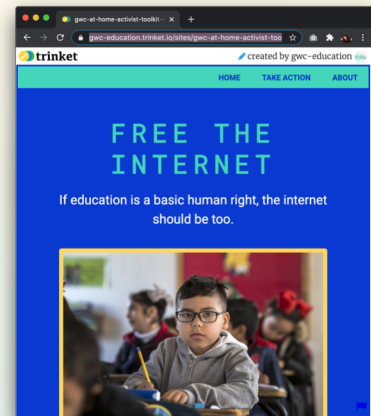 gwc-at-home-activist-toolkit-
gwc-education.trinket.io/sites/gwc-at-home-activist-too
trinket
created by gwc-education
HOME TAKE ACTION ABOUT
FREE THE
INTERNET
If education is a basic human right, the internet
should be too.